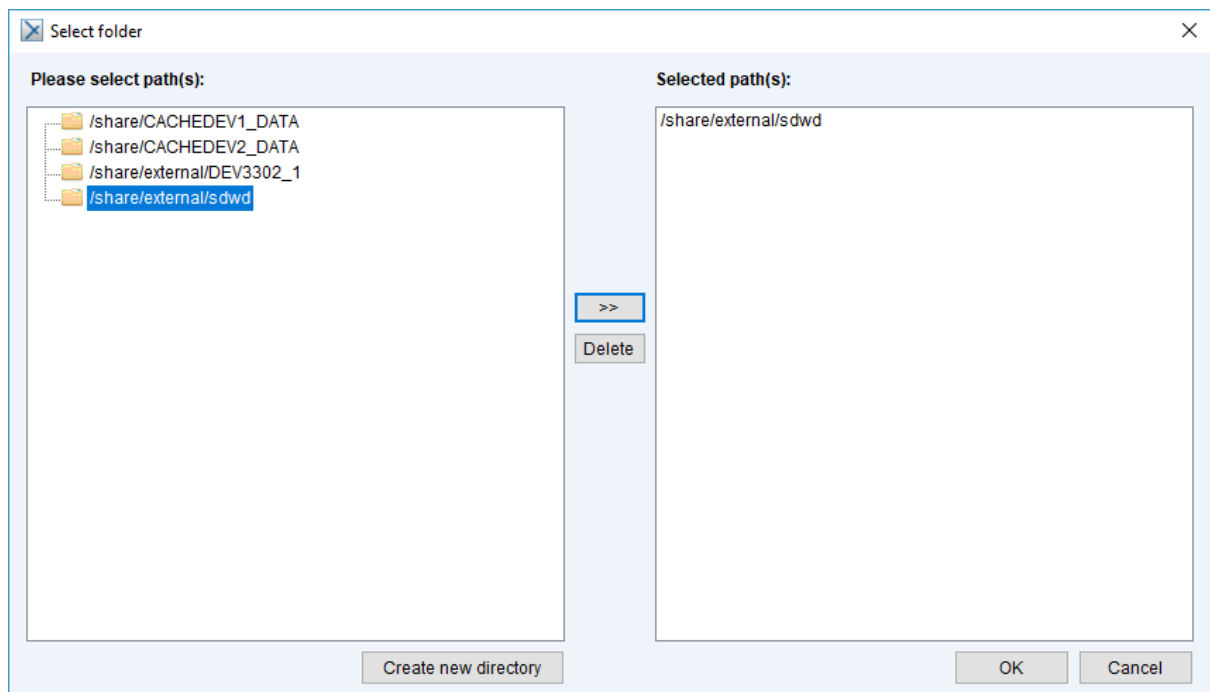 Select folder
Please select path(s):
/share/CACHEDEV1_DATA
/share/CACHEDEV2_DATA
/share/external/DEV3302_1
/share/external/sdwd
Create new directory
>>
Delete
Selected path(s):
/share/external/sdwd
OK
Cancel